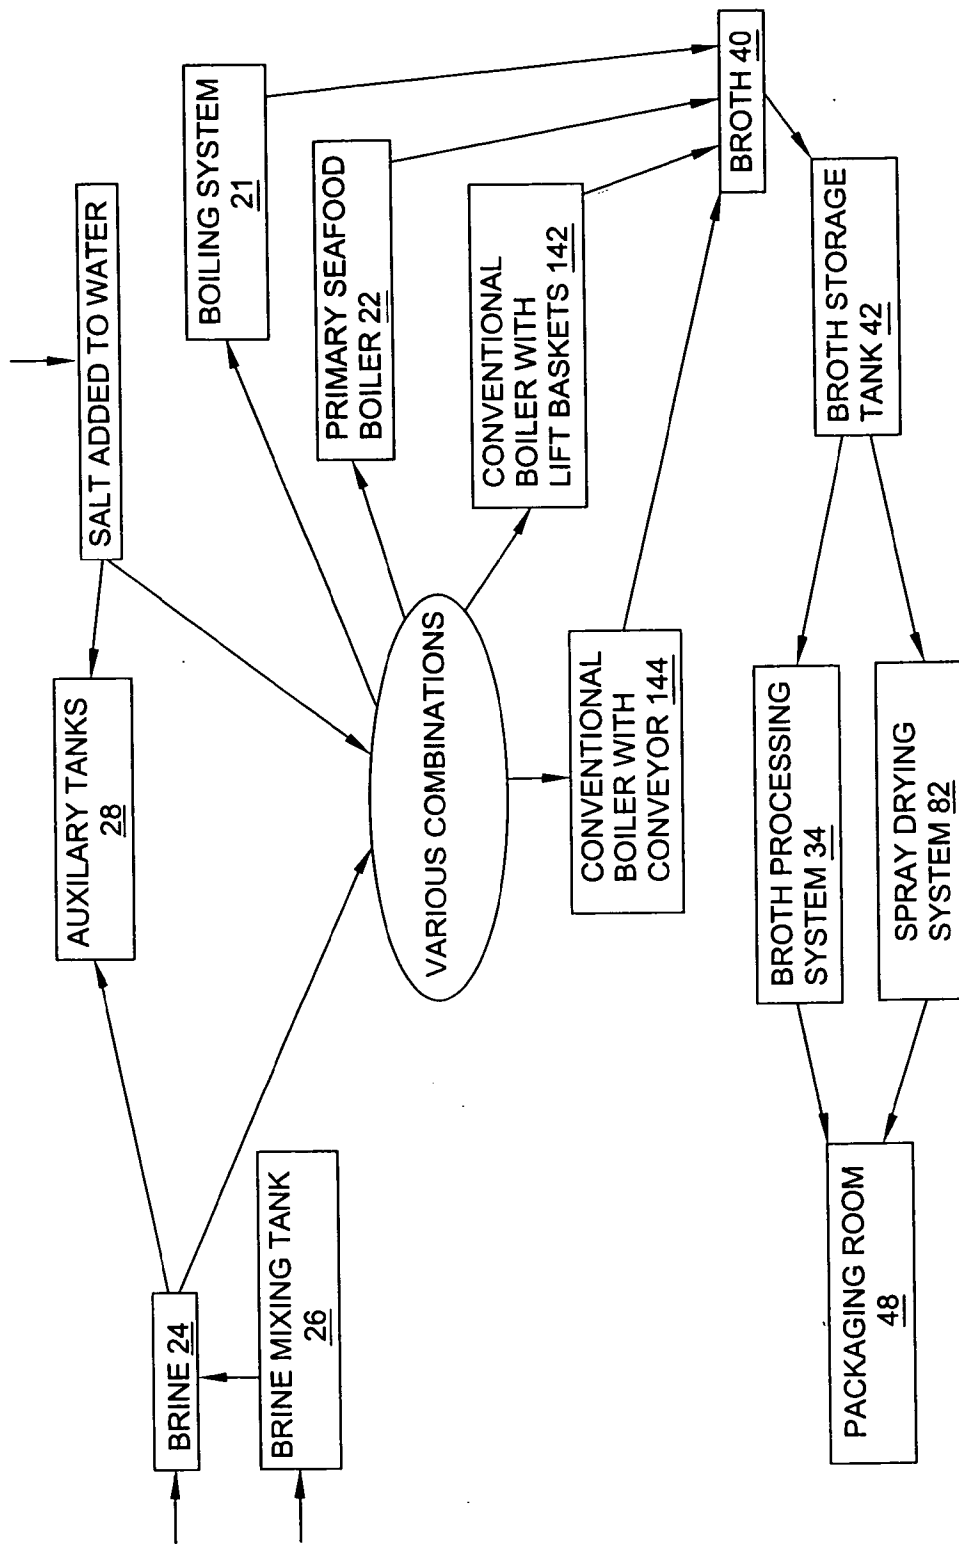 SALT ADDED TO WATER
AUXILARY TANKS
28
BRINE 24
BRINE MIXING TANK
26
BOILING SYSTEM
21
PRIMARY SEAFOOD
BOILER 22
CONVENTIONAL
BOILER WITH
LIFT BASKETS 142
VARIOUS COMBINATIONS
CONVENTIONAL
BOILER WITH
CONVEYOR 144
BROTH 40
BROTH STORAGE
TANK 42
BROTH PROCESSING
SYSTEM 34
SPRAY DRYING
SYSTEM 82
PACKAGING ROOM
48